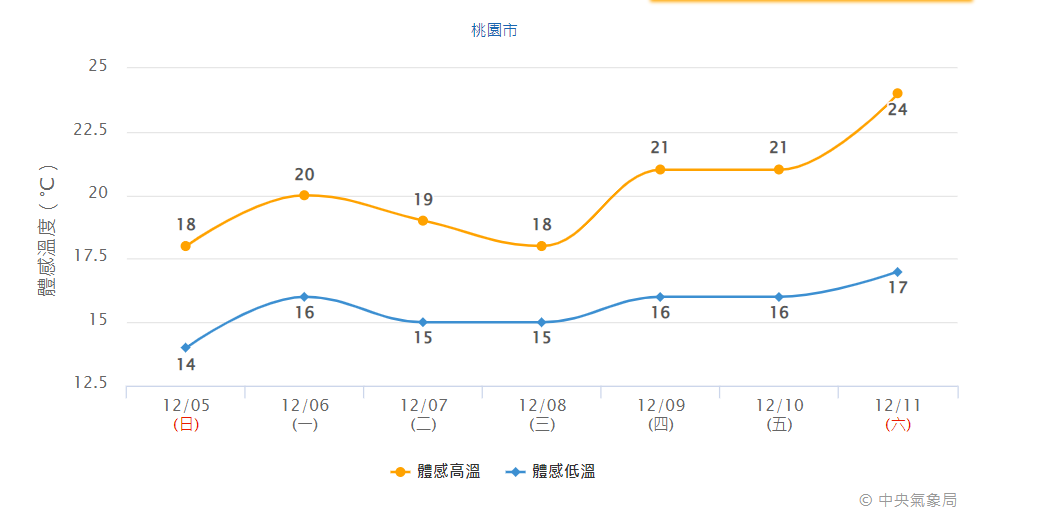 桃園市
25
22.5
20
17.5
15
12.5
體感溫度 ( ℃ )
18
20
19
18
21
21
24
14
16
15
15
16
16
17
12/05
(日)
12/06
(一)
12/07
(二)
12/08
(三)
12/09
(四)
12/10
(五)
12/11
(六)
體感高溫
體感低溫
© 中央氣象局